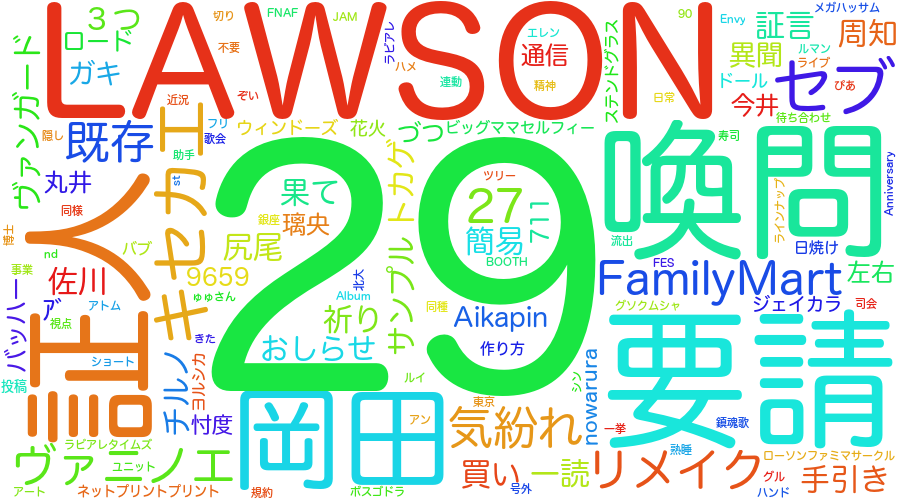 LAWSON
３つ
ロード
ガキ
ヴァンガード
切り
FNAF
JAM
不要
ラビアレ
ハメ
エレン
通信
連動
精神
ステンドグラス
90
日常
Envy
証言
周知
異聞
メガハッサム
ルマン
ライブ
ドール
今井
セブ
ぴあ
待ち合わせ
近況
ぞい
既存
エ
フリ
歌会
ウィンドーズ
花火
づつ
ビッグママセルフィー
喚問
寿司
隠し
助手
丸井
st
キセカエ
29
果て
サンプル
トカゲ
ツリー
27
711
簡易
BOOTH
ラインナップ
Anniversary
同様
証人
博士
バブ
尻尾
銀座
璃央
流出
日焼け
nd
佐川
9659
北大
FES
FamilyMart
左右
事業
バッハー
ア゙
アトム
ゅゅさん
Album
祈り
同種
Aikapin
グソクムシャ
ジェイカラ
司会
視点
きた
おしらせ
作り方
要請
ショート
チルノ
ヨルシカ
nowarura
投稿
ルイ
シン
忖度
岡田
東京
アン
気紛れ
一挙
鎮魂歌
ラビアレタイムズ
ヴァニノエ
ユニット
熟睡
ローソンファミマサークル
買い
一読
リメイク
グル
手引き
アート
ネットプリントプリント
規約
ボスゴドラ
号外
ハンド